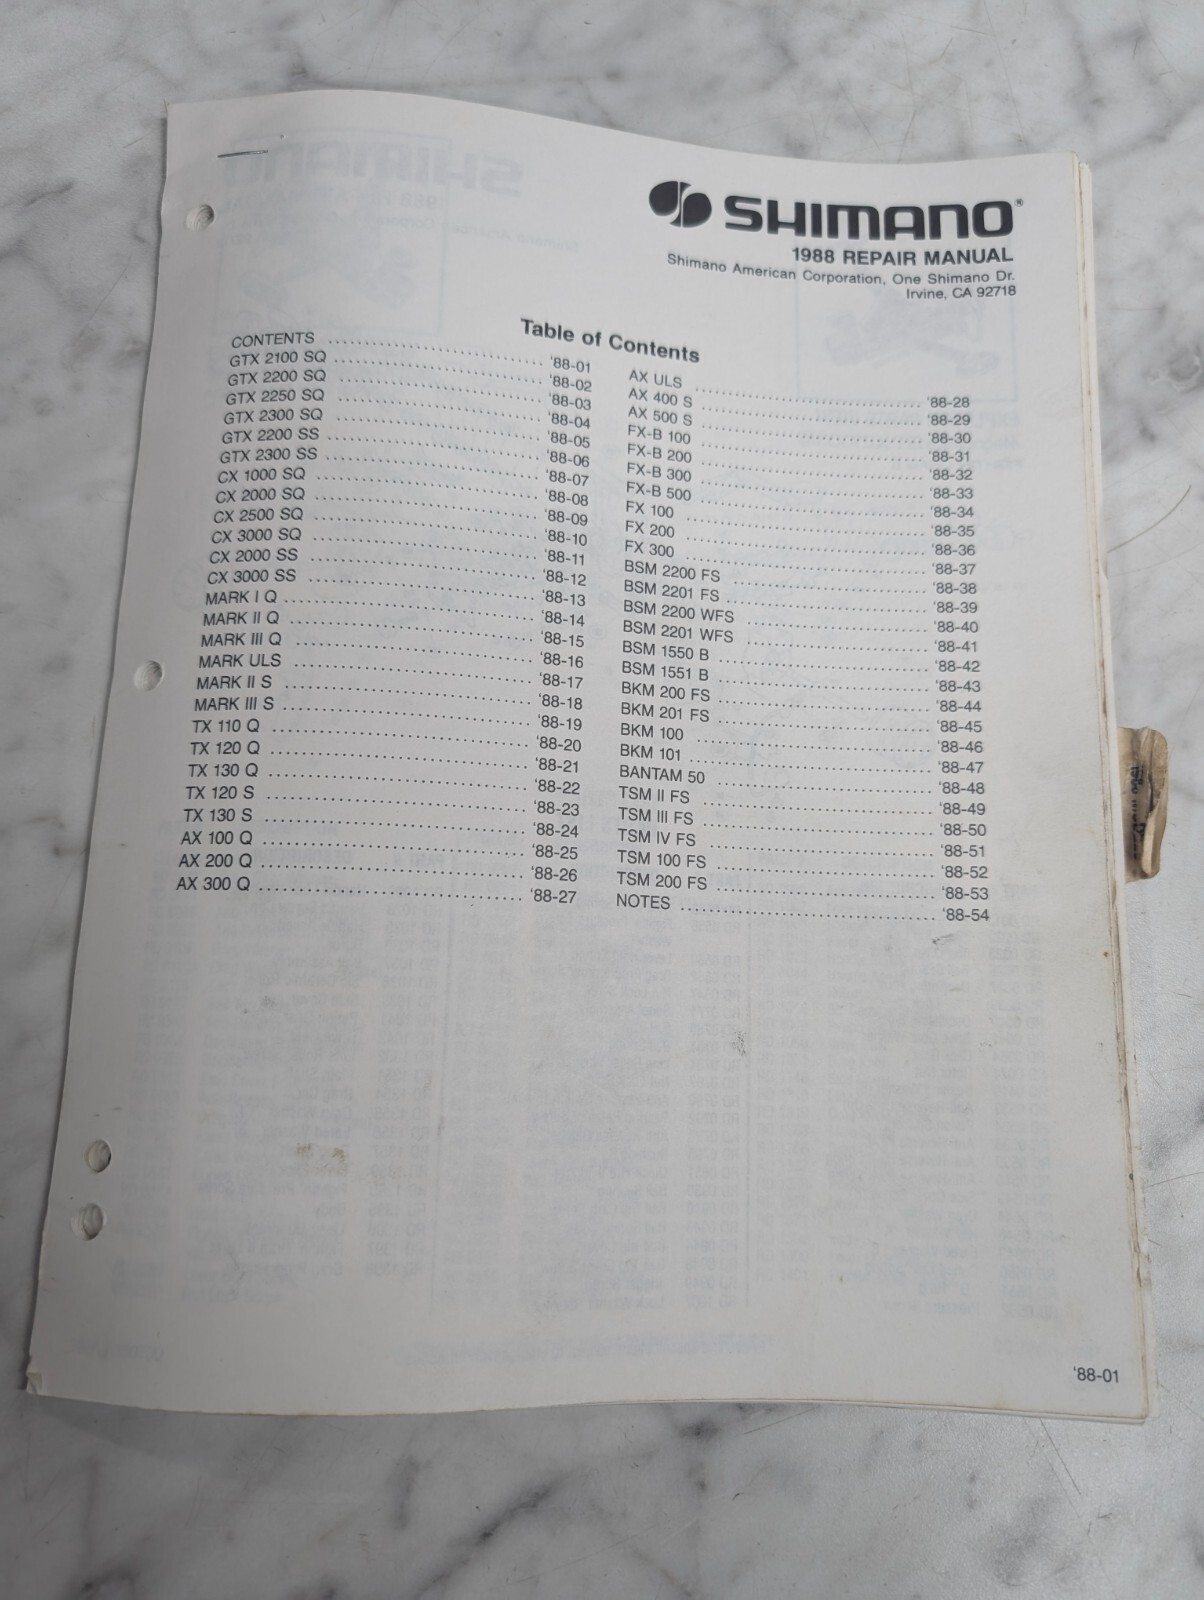 SHIMANO®
1988 REPAIR MANUAL
Shimano American Corporation, One Shimano Dr.
Irvine, CA 92718
Table of Contents
CONTENTS ........ '88-01
GTX 2100 SQ ........ '88-02
GTX 2200 SQ ........ '88-03
GTX 2250 SQ ........ '88-04
GTX 2300 SQ ........ '88-05
GTX 2200 SS ........ '88-06
GTX 2300 SS ........ '88-07
CX 1000 SQ ........ '88-08
CX 2000 SQ ........ '88-09
CX 2500 SQ ........ '88-10
CX 3000 SQ ........ '88-11
CX 2000 SS ........ '88-12
CX 3000 SS ........ '88-13
MARK I Q ........ '88-14
MARK II Q ........ '88-15
MARK III Q ........ '88-16
MARK ULS ........ '88-17
MARK II S ........ '88-18
MARK III S ........ '88-19
TX 110 Q ........ '88-20
TX 120 Q ........ '88-21
TX 130 Q ........ '88-22
TX 120 S ........ '88-23
TX 130 S ........ '88-24
AX 100 Q ........ '88-25
AX 200 Q ........ '88-26
AX 300 Q ........ '88-27
AX ULS ........ '88-28
AX 400 S ........ '88-29
AX 500 S ........ '88-30
FX-B 100 ........ '88-31
FX-B 200 ........ '88-32
FX-B 300 ........ '88-33
FX-B 500 ........ '88-34
FX 100 ........ '88-35
FX 200 ........ '88-36
FX 300 ........ '88-37
BSM 2200 FS ........ '88-38
BSM 2201 FS ........ '88-39
BSM 2200 WFS ........ '88-40
BSM 2201 WFS ........ '88-41
BSM 1550 B ........ '88-42
BSM 1551 B ........ '88-43
BKM 200 FS ........ '88-44
BKM 201 FS ........ '88-45
BKM 100 ........ '88-46
BKM 101 ........ '88-47
BANTAM 50 ........ '88-48
TSM II FS ........ '88-49
TSM III FS ........ '88-50
TSM IV FS ........ '88-51
TSM 100 FS ........ '88-52
TSM 200 FS ........ '88-53
NOTES ........ '88-54
'88-01